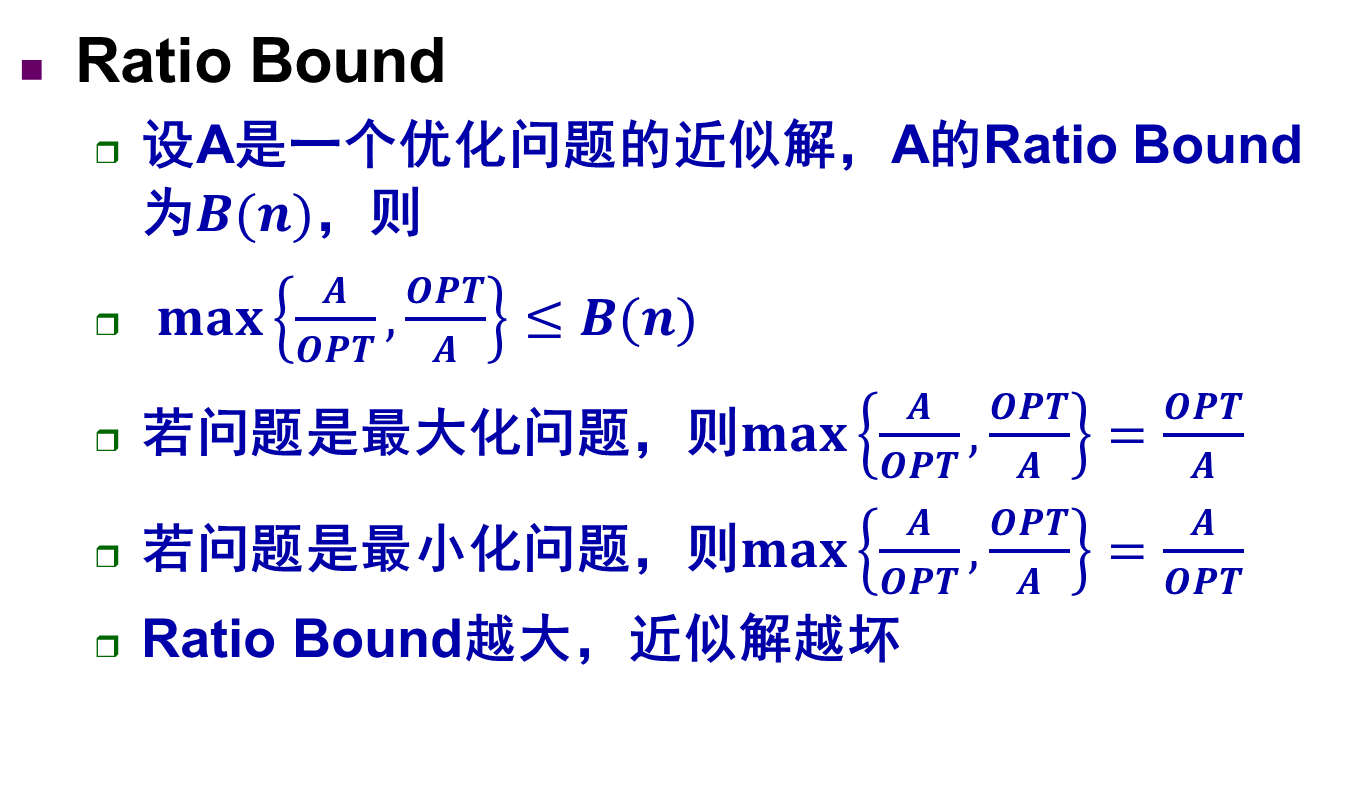 Ratio Bound
设A是一个优化问题的近似解，A的Ratio Bound
为B(n)，则
max{A/OPT, OPT/A} ≤ B(n)
若问题是最大化问题，则max{A/OPT, OPT/A} = OPT/A
若问题是最小化问题，则max{A/OPT, OPT/A} = A/OPT
Ratio Bound越大，近似解越坏